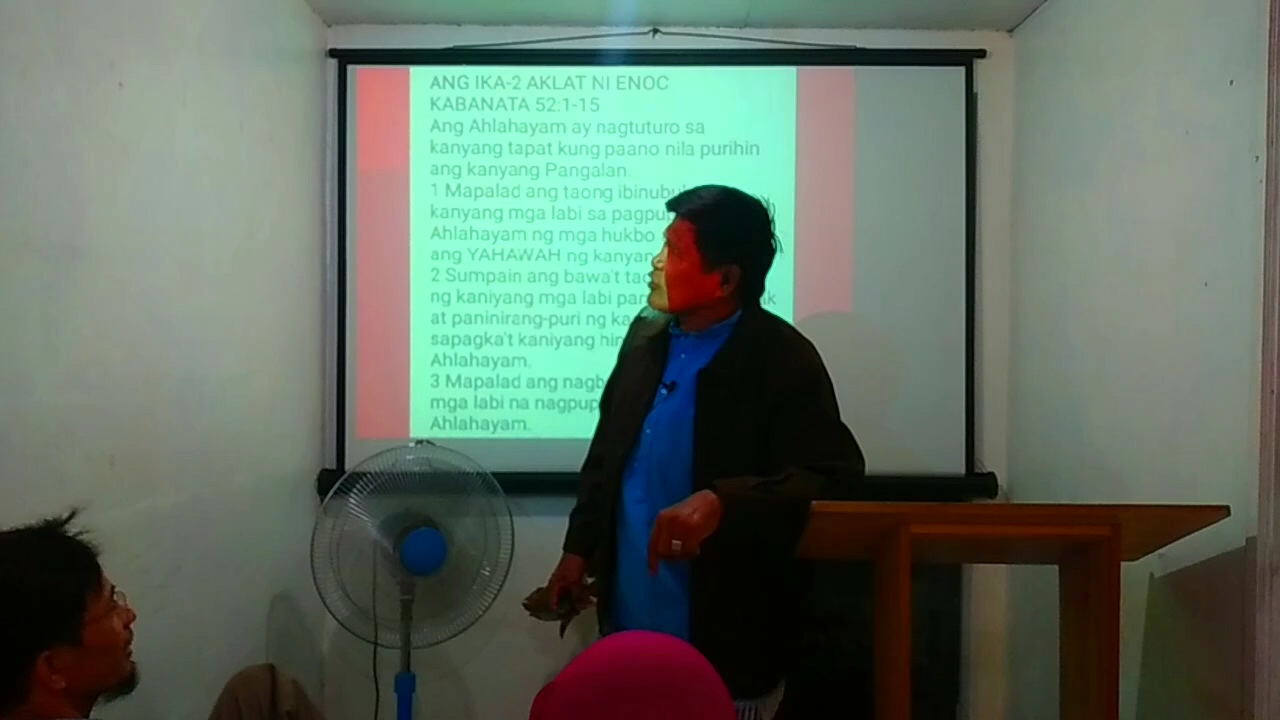 ANG IKA-2 AKLAT NI ENOC
KABANATA 52:1-15
Ang Ahlahayam ay nagtuturo sa
kanyang tapat kung paano nila purihin
ang kanyang Pangalan.
1 Mapalad ang taong
kanyang mga labi sa
Ahlahayam ng mga hukbo
ang YAHAWAH ng
2 Sumpain ang bawa't
ng kaniyang mga labi
at paninirang-puri ng
sapagka't kaniyang
Ahlahayam.
3 Mapalad ang
mga labi na
Ahlahayam.